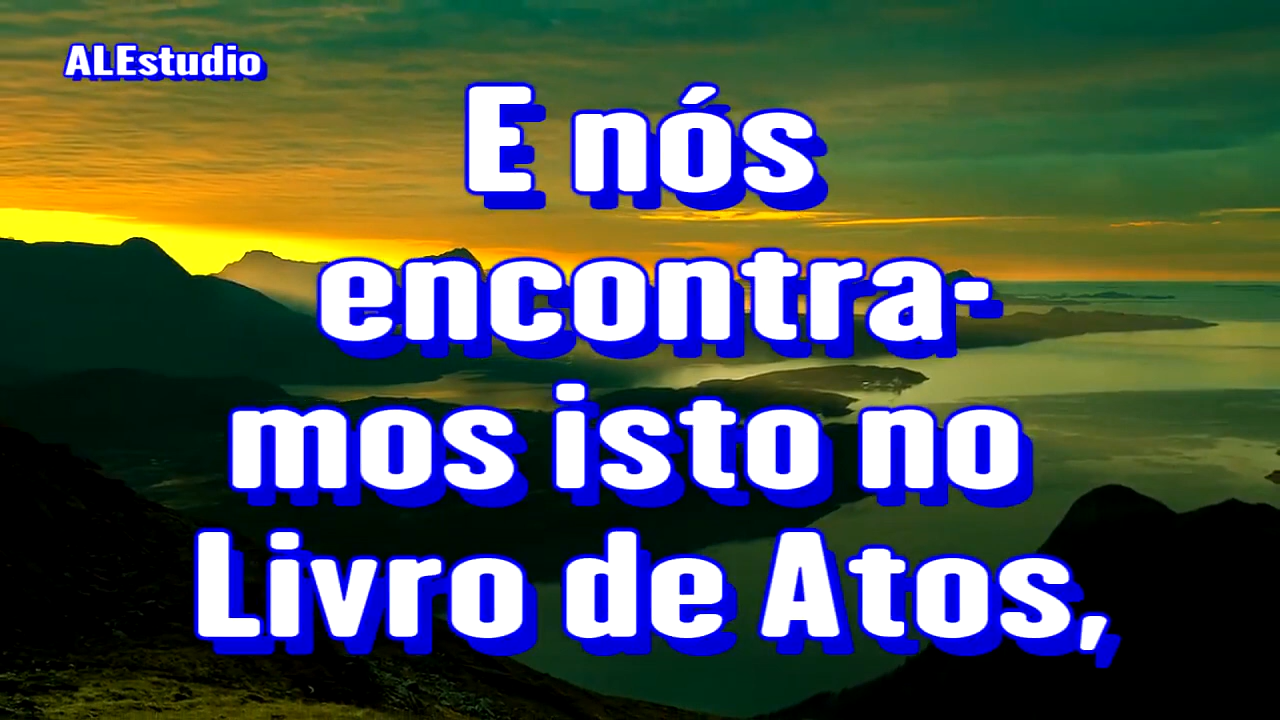 ALEstudio
E nós
encontra-
mos isto no
Livro de Atos,